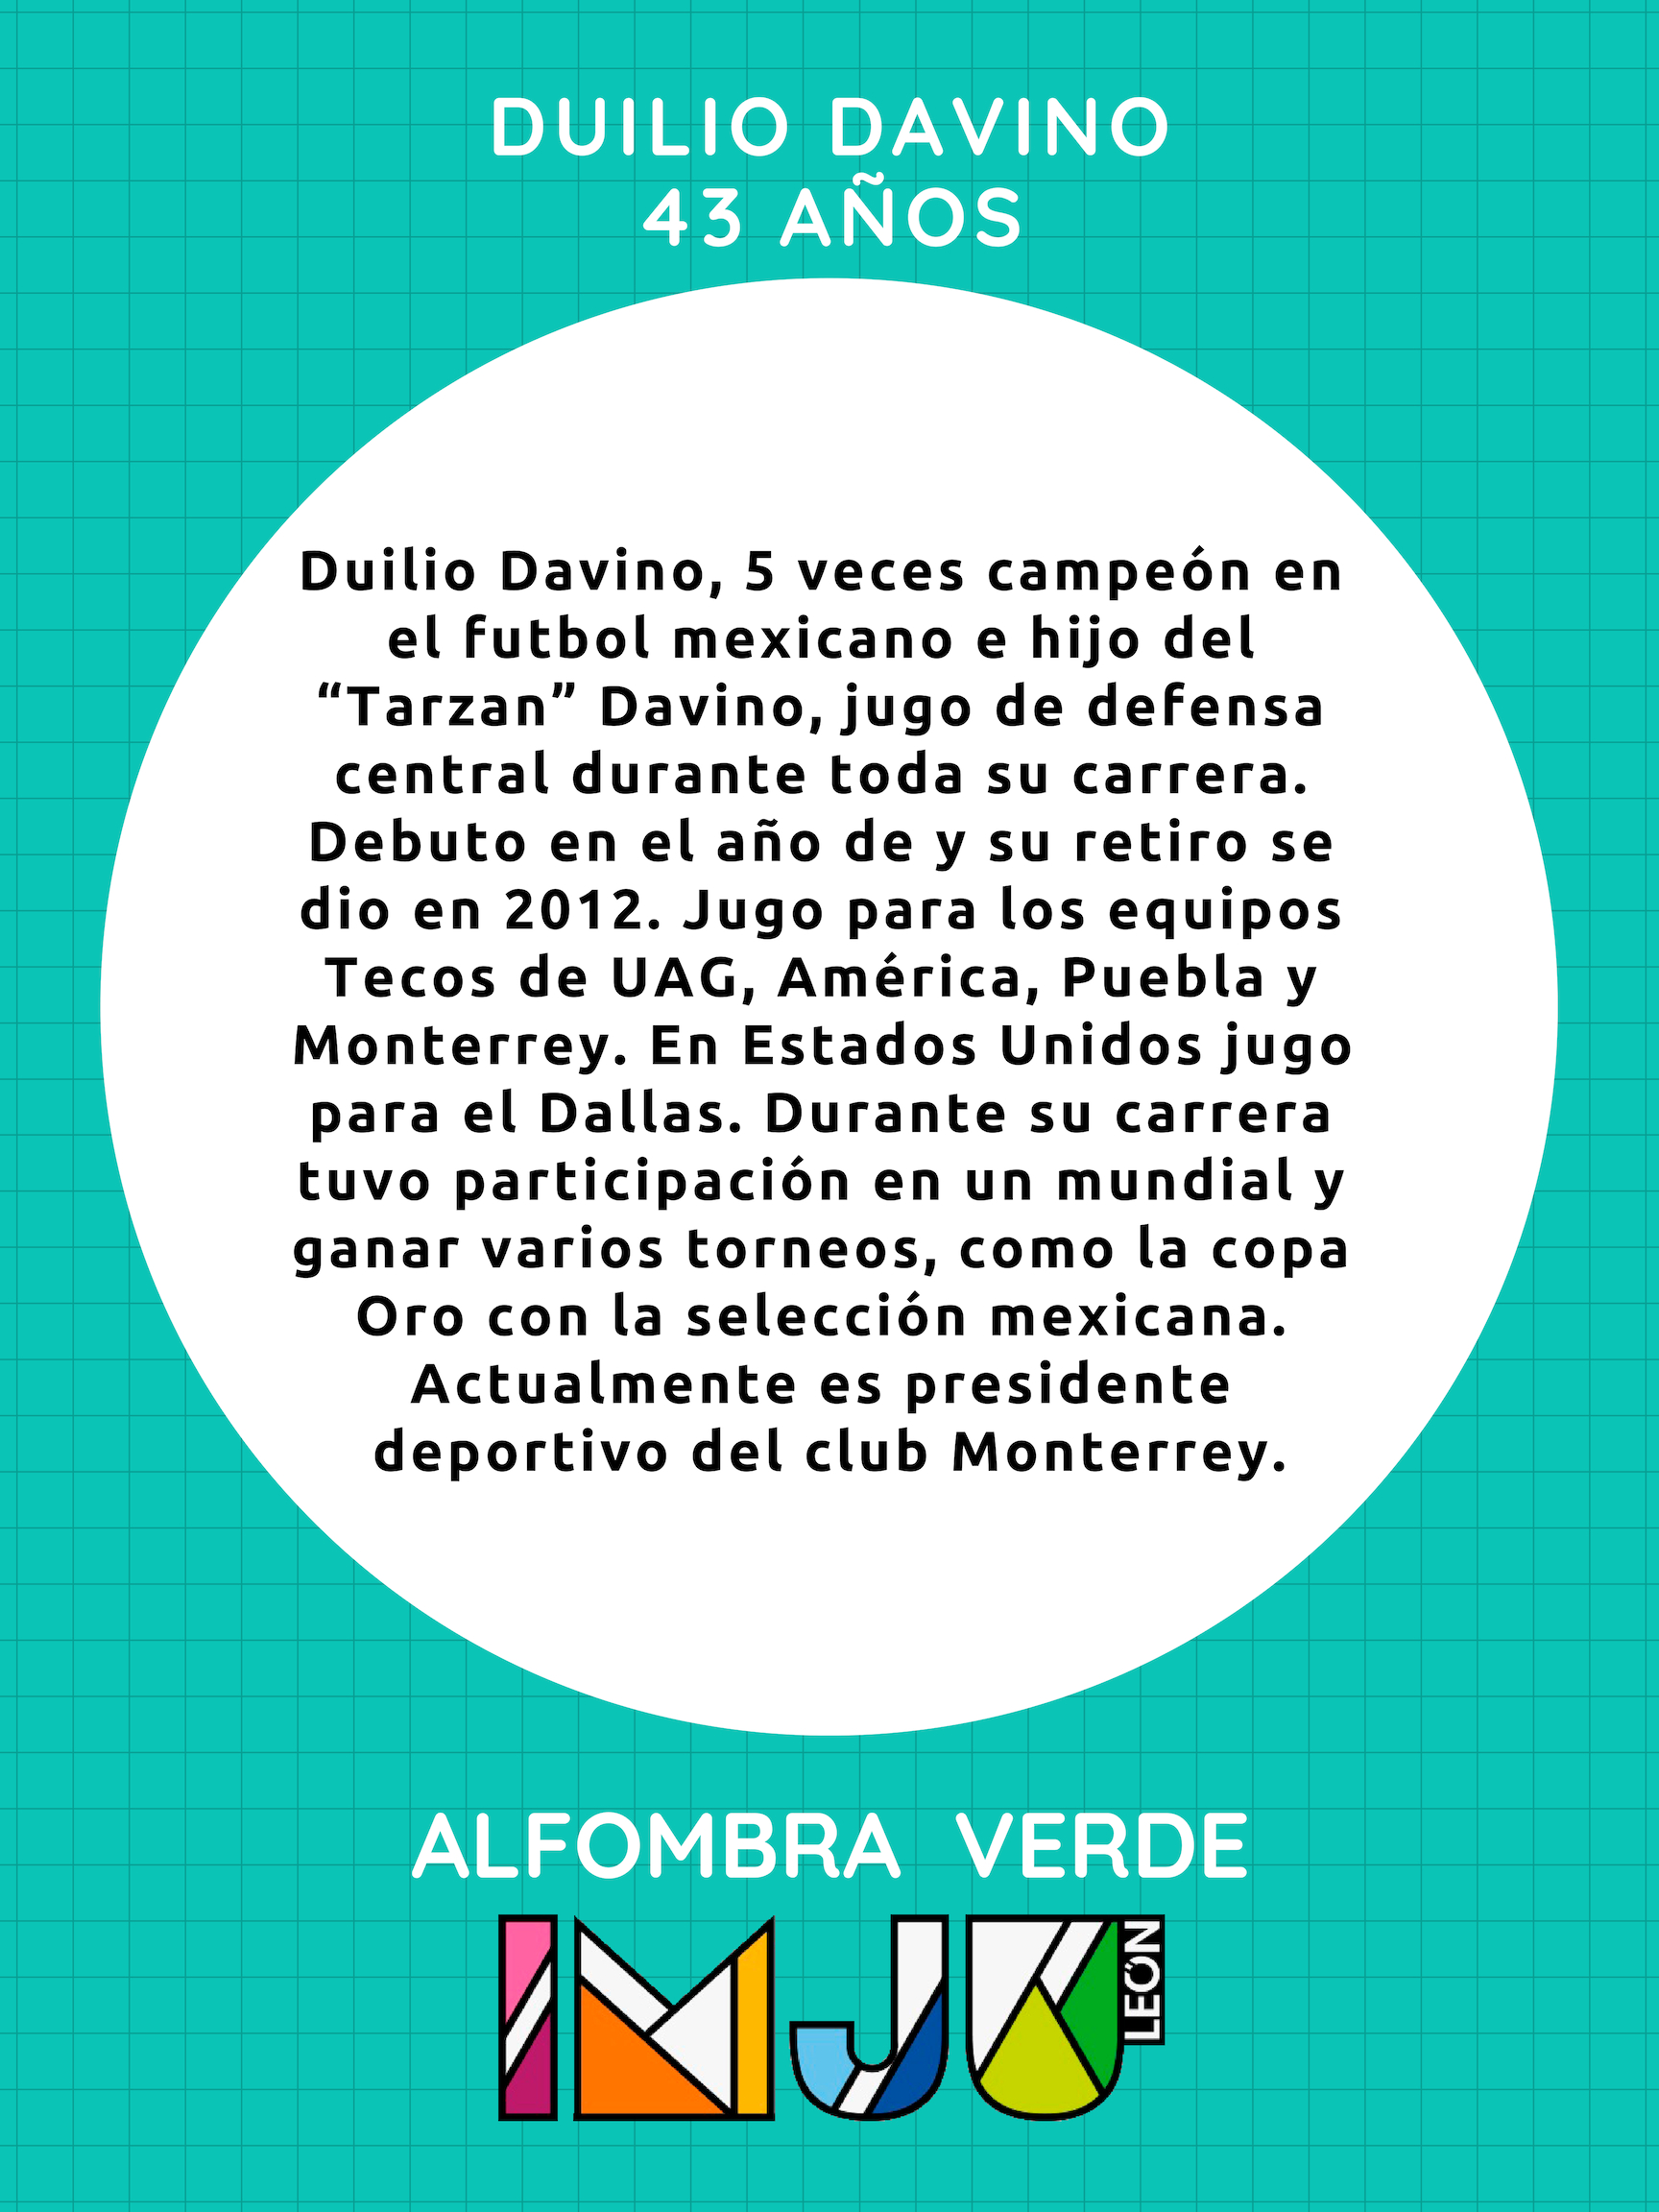 DUILIO DAVINO
43 AÑOS
Duilio Davino, 5 veces campeón en
el futbol mexicano e hijo del
“Tarzan” Davino, jugo de defensa
central durante toda su carrera.
Debuto en el año de y su retiro se
dio en 2012. Jugo para los equipos
Tecos de UAG, América, Puebla y
Monterrey. En Estados Unidos jugo
para el Dallas. Durante su carrera
tuvo participación en un mundial y
ganar varios torneos, como la copa
Oro con la selección mexicana.
Actualmente es presidente
deportivo del club Monterrey.
ALFOMBRA VERDE
IMJU
LEÓN